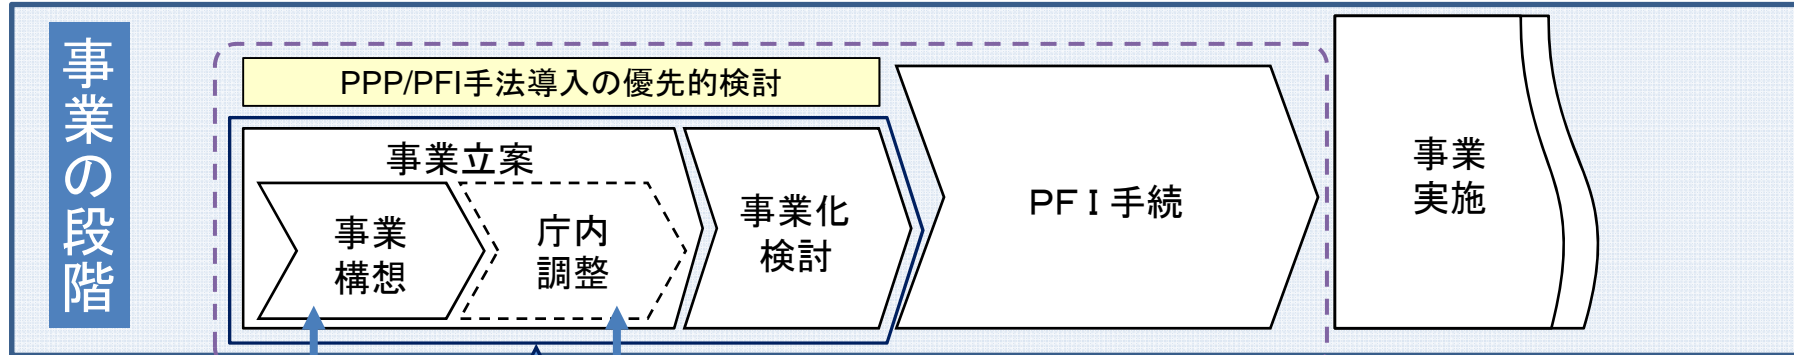 事業の段階
PPP/PFI手法導入の優先的検討
事業立案
事業
構想
庁内
調整
事業化
検討
PFI手続
事業
実施